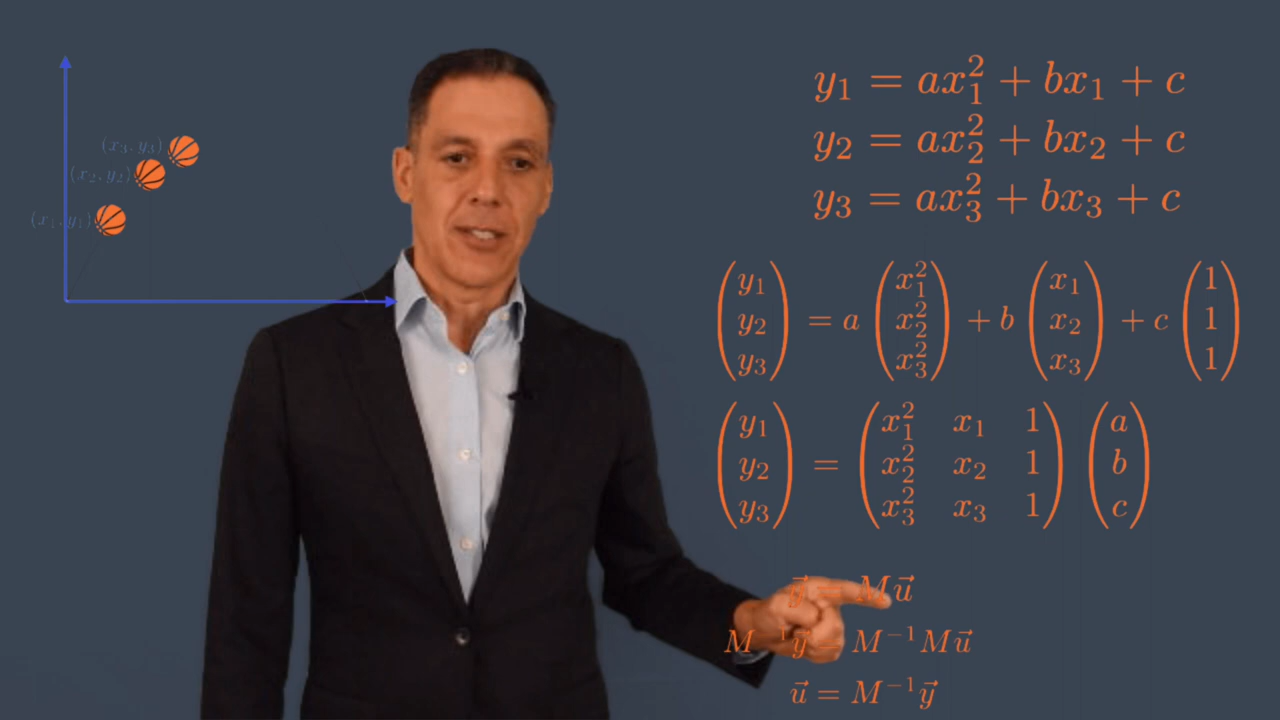 (x₃, y₃)
(x₂, y₂)
(x₁, y₁)
y₁ = ax₁² + bx₁ + c
y₂ = ax₂² + bx₂ + c
y₃ = ax₃² + bx₃ + c
(y₁ y₂ y₃) = a (x₁² x₂² x₃²) + b (x₁ x₂ x₃) + c (1 1 1)
(y₁ y₂ y₃) = (x₁² x₁ 1 x₂² x₂ 1 x₃² x₃ 1) (a b c)
y⃗ = Mu⃗
M⁻¹y⃗ = M⁻¹Mu⃗
u⃗ = M⁻¹y⃗